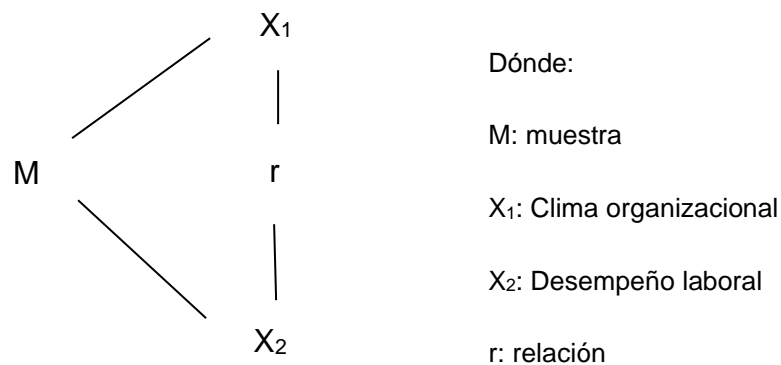 X₁
M
r
X₂
Dónde:
M: muestra
X₁: Clima organizacional
X₂: Desempeño laboral
r: relación